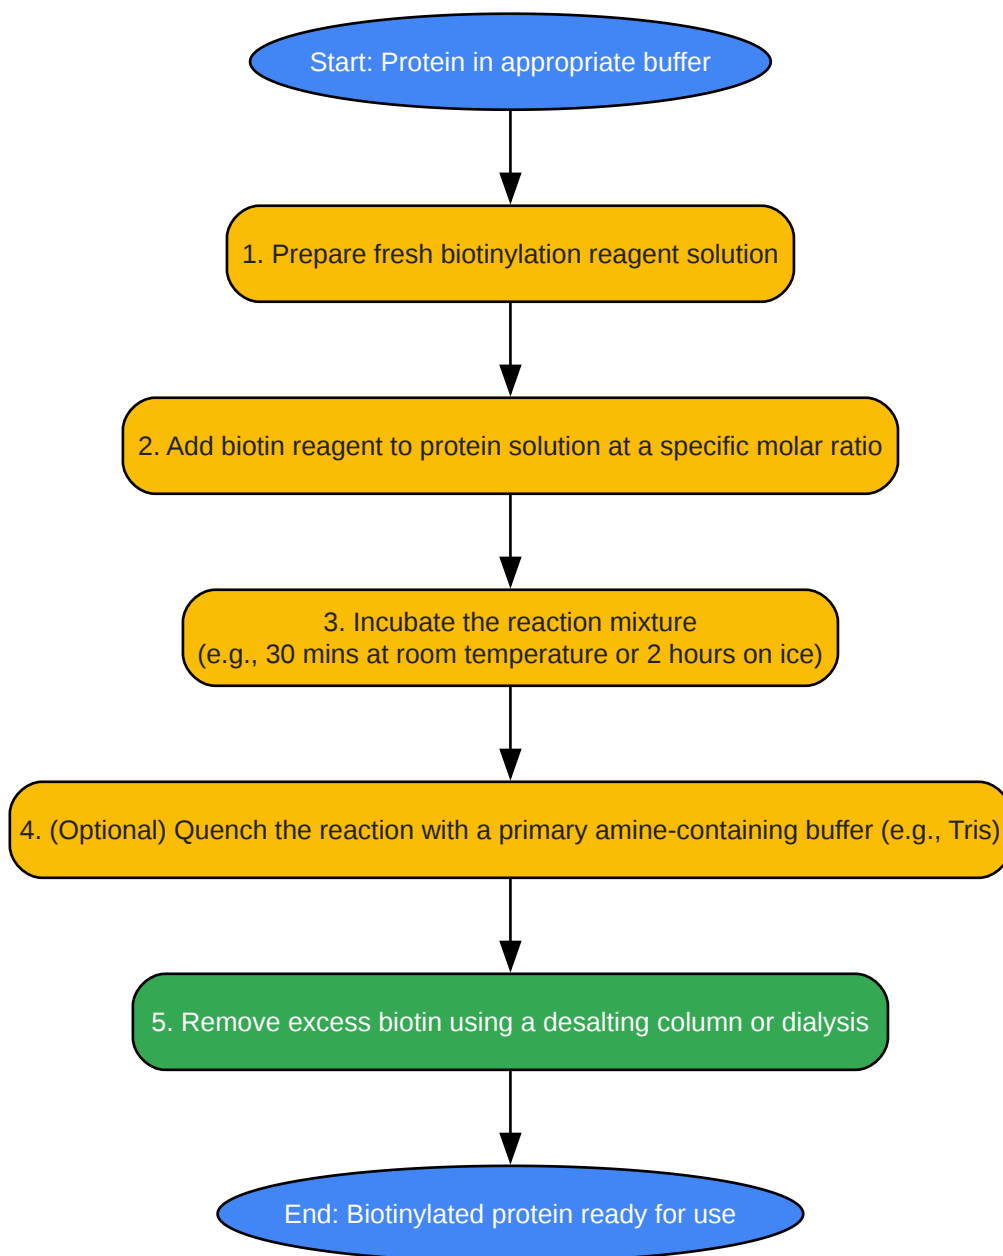 Start: Protein in appropriate buffer
1. Prepare fresh biotinylation reagent solution
2. Add biotin reagent to protein solution at a specific molar ratio
3. Incubate the reaction mixture
(e.g., 30 mins at room temperature or 2 hours on ice)
4. (Optional) Quench the reaction with a primary amine-containing buffer (e.g., Tris)
5. Remove excess biotin using a desalting column or dialysis
End: Biotinylated protein ready for use